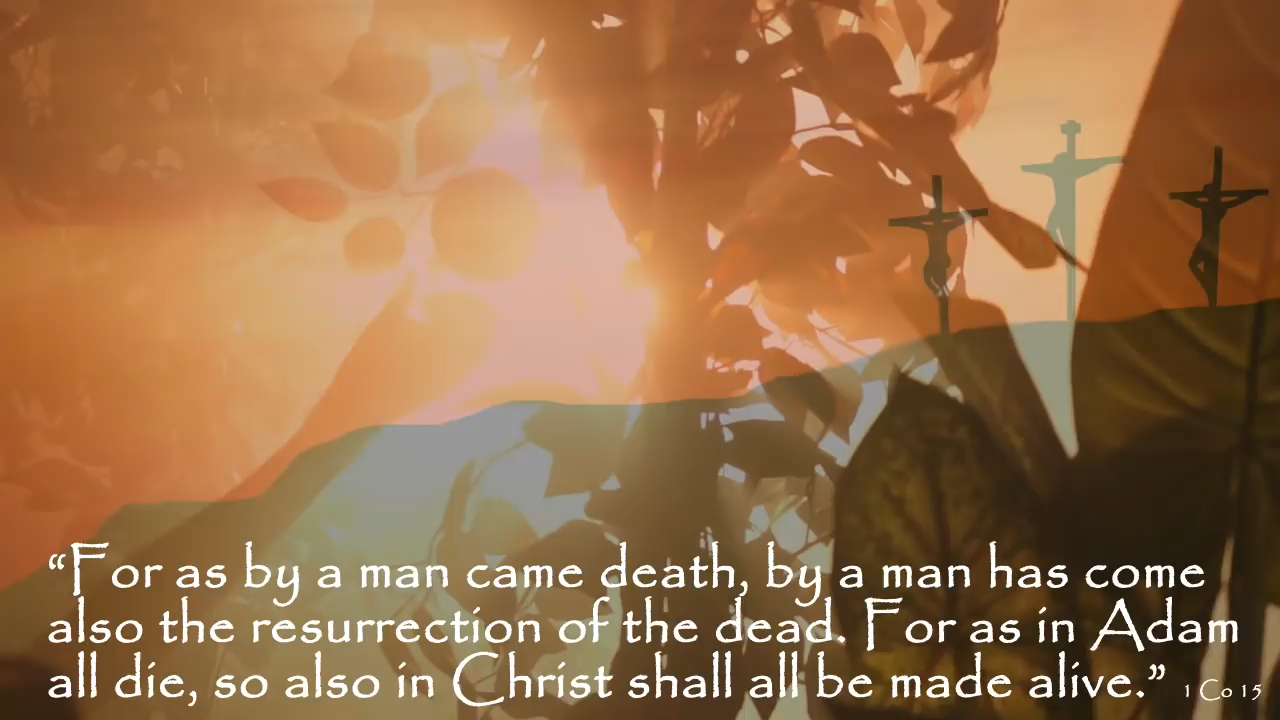 “For as by a man came death, by a man has come
also the resurrection of the dead. For as in Adam
all die, so also in Christ shall all be made alive.” 1 Co 15